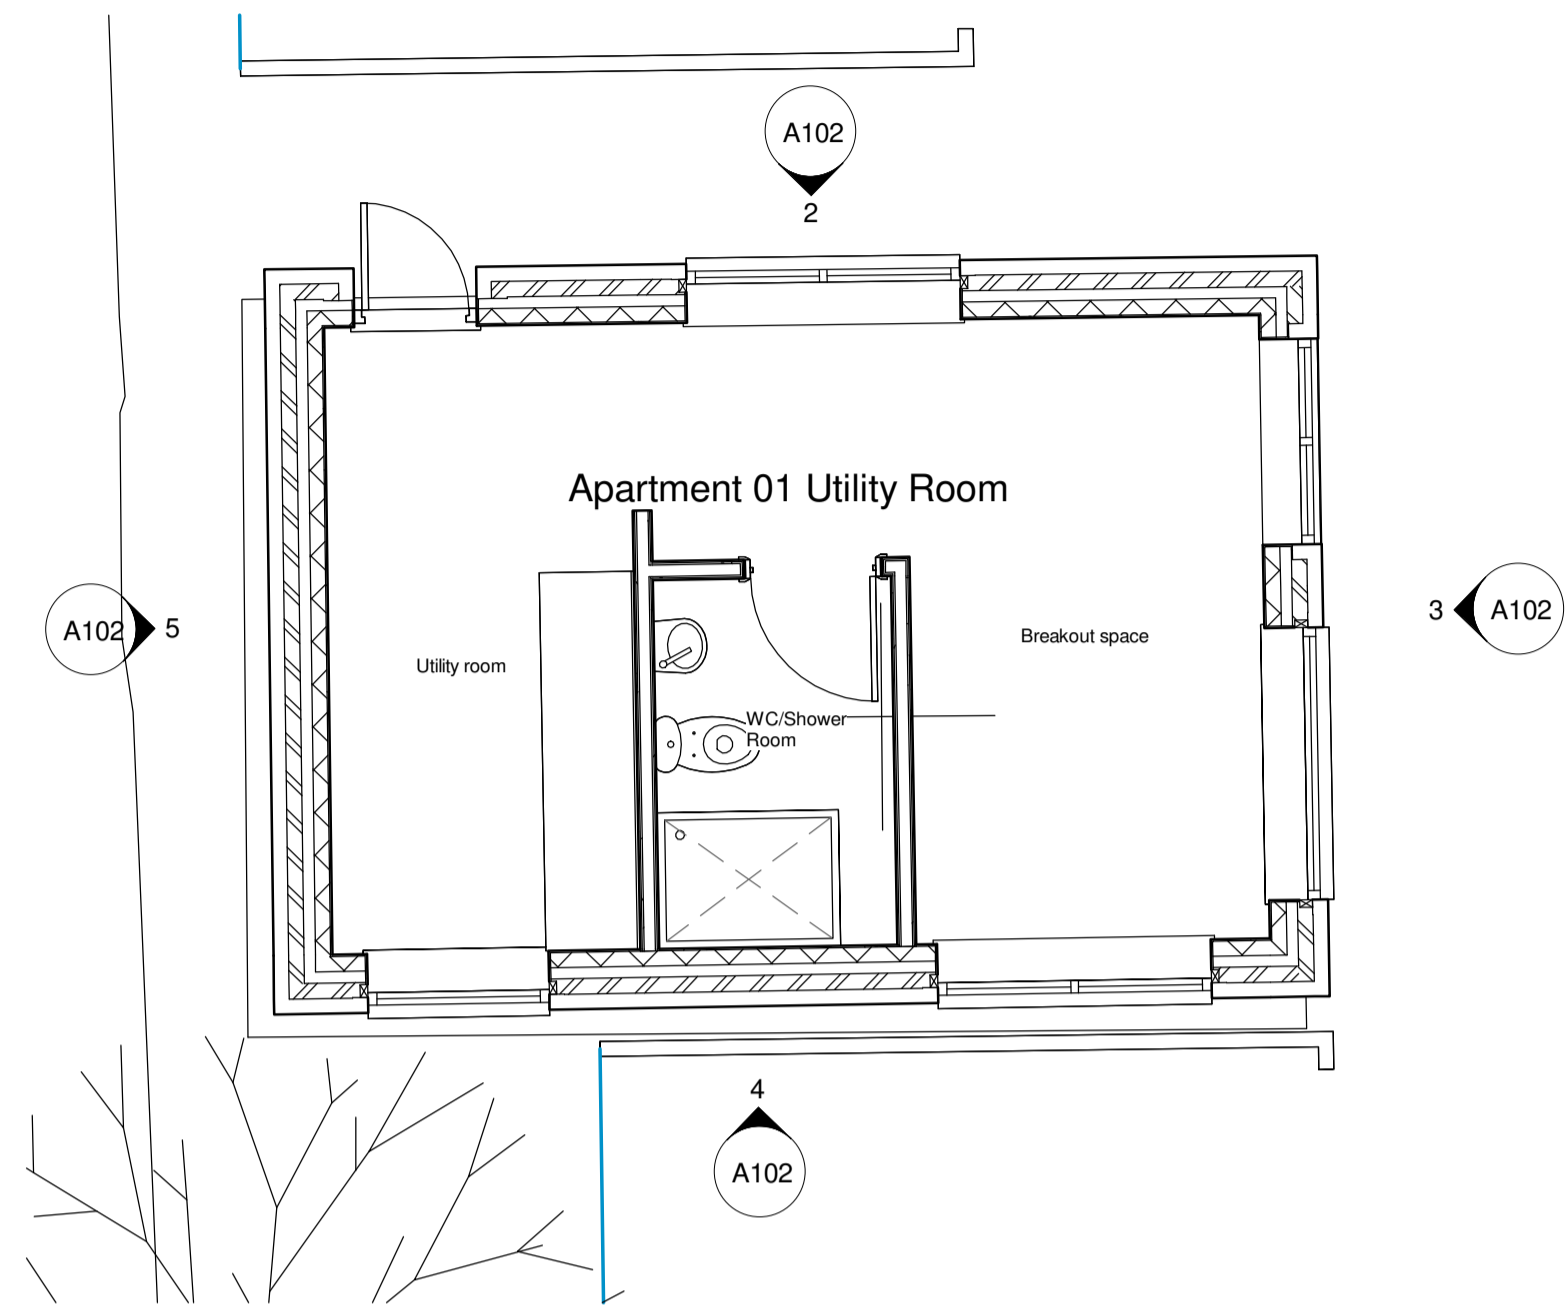 A102
2
Apartment 01 Utility Room
A102 5
3 A102
Utility room
Breakout space
WC/Shower
Room
4
A102